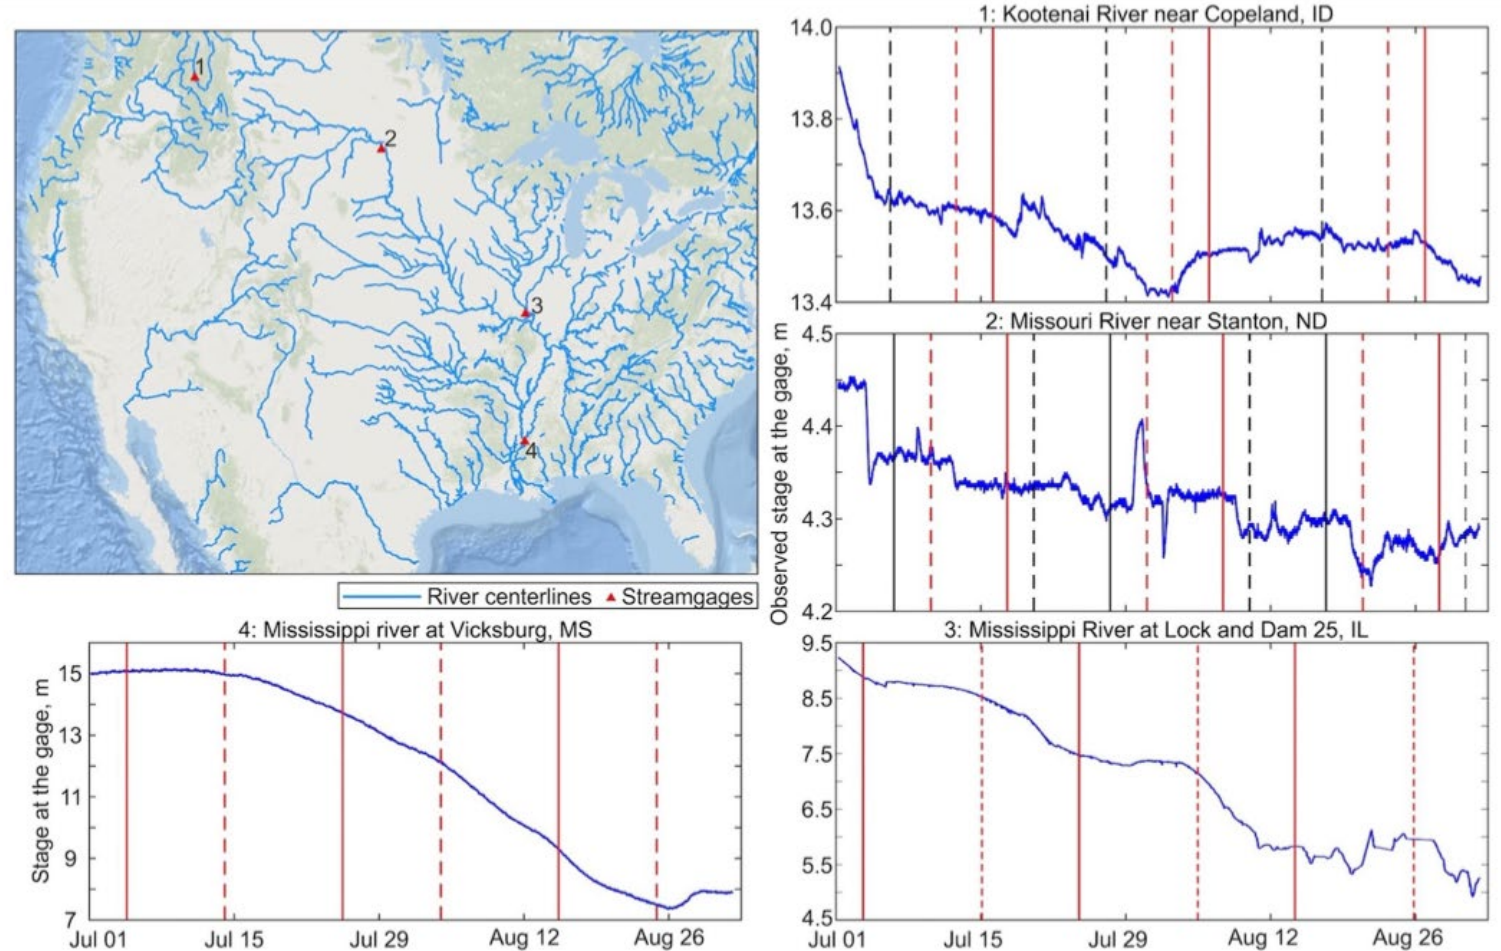 1
2
3
4
River centerlines
Streamgages
1: Kootenai River near Copeland, ID
14.0
13.8
13.6
13.4
2: Missouri River near Stanton, ND
Observed stage at the gage, m
4.5
4.4
4.3
4.2
4: Mississippi river at Vicksburg, MS
Stage at the gage, m
15
13
11
9
7
Jul 01 Jul 15 Jul 29 Aug 12 Aug 26
3: Mississippi River at Lock and Dam 25, IL
9.5
8.5
7.5
6.5
5.5
4.5
Jul 01 Jul 15 Jul 29 Aug 12 Aug 26